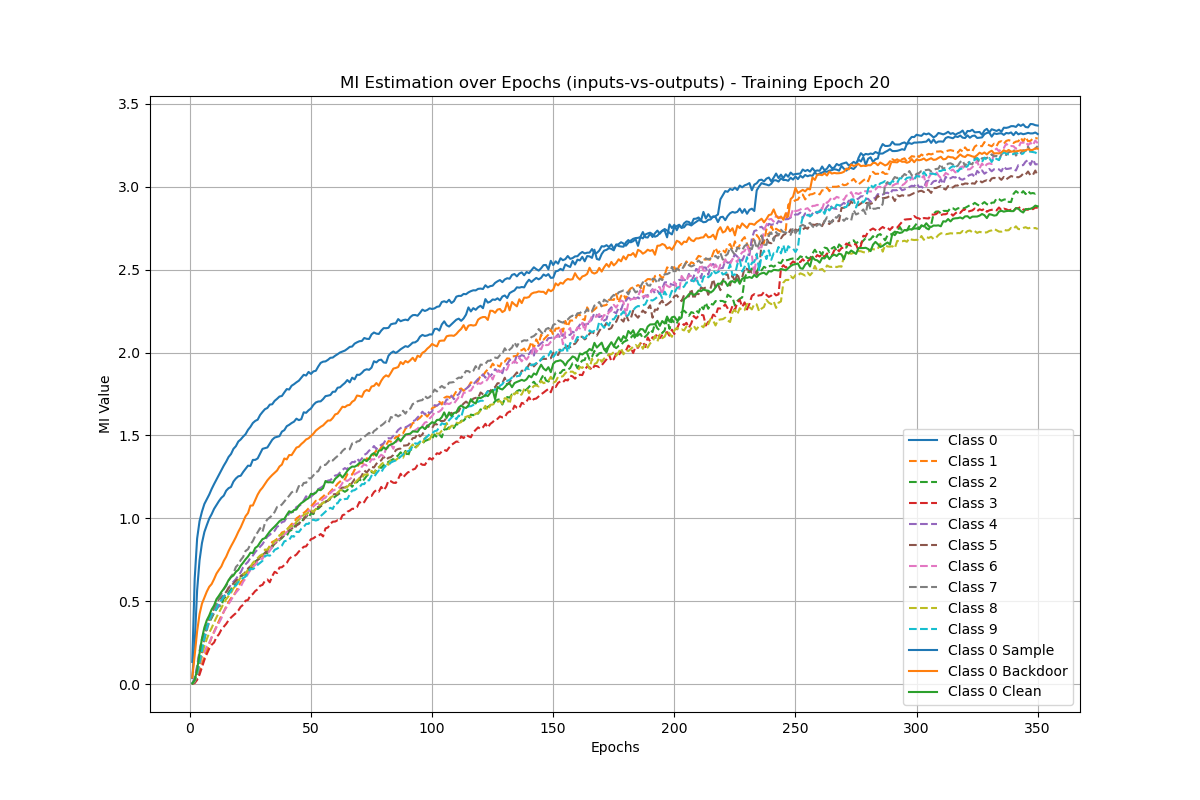 MI Estimation over Epochs (inputs-vs-outputs) - Training Epoch 20
3.5
3.0
2.5
2.0
1.5
1.0
0.5
0.0
MI Value
Class 0
Class 1
Class 2
Class 3
Class 4
Class 5
Class 6
Class 7
Class 8
Class 9
Class 0 Sample
Class 0 Backdoor
Class 0 Clean
0 50 100 150 200 250 300 350
Epochs